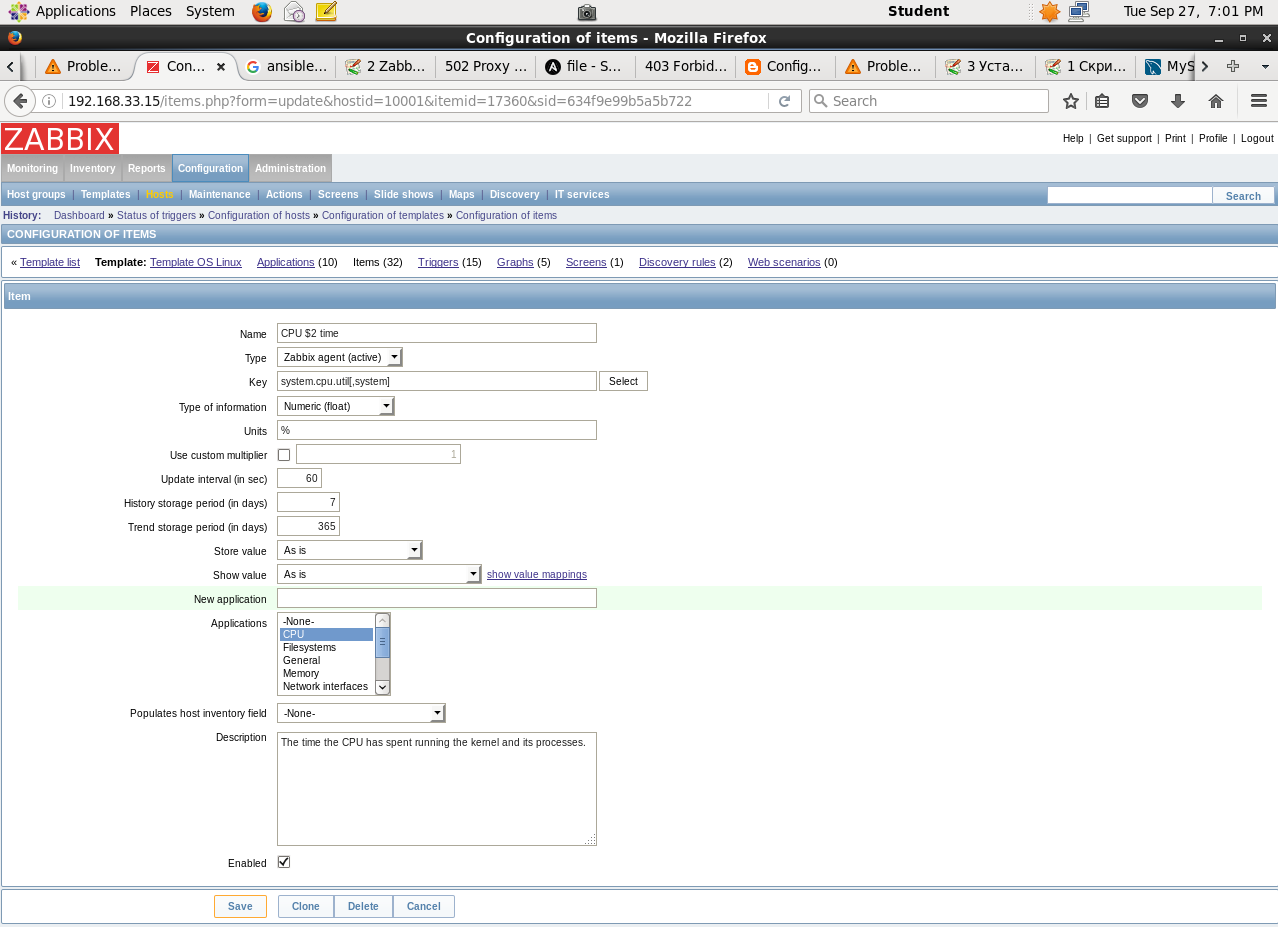 Applications Places System Student Tue Sep 27, 7:01 PM
Configuration of items - Mozilla Firefox
Proble... Con... ansible... 2 Zabb... 502 Proxy ... file - S... 403 Forbid... Config... Proble... 3 Уста... 1 Скри... MyS
192.168.33.15/items.php?form=update&hostid=10001&itemid=17360&sid=634f9e99b5a5b722 Search
ZABBIX Help | Get support | Print | Profile | Logout
Monitoring Inventory Reports Configuration Administration
Host groups | Templates | Hosts | Maintenance | Actions | Screens | Slide shows | Maps | Discovery | IT services Search
History: Dashboard » Status of triggers » Configuration of hosts » Configuration of templates » Configuration of items
CONFIGURATION OF ITEMS
« Template list Template: Template OS Linux Applications (10) Items (32) Triggers (15) Graphs (5) Screens (1) Discovery rules (2) Web scenarios (0)
Item
Name CPU $2 time
Type Zabbix agent (active)
Key system.cpu.util[,system] Select
Type of information Numeric (float)
Units %
Use custom multiplier 1
Update interval (in sec) 60
History storage period (in days) 7
Trend storage period (in days) 365
Store value As is
Show value As is show value mappings
New application
Applications -None-
CPU
Filesystems
General
Memory
Network interfaces
Populates host inventory field -None-
Description The time the CPU has spent running the kernel and its processes.
Enabled
Save Clone Delete Cancel